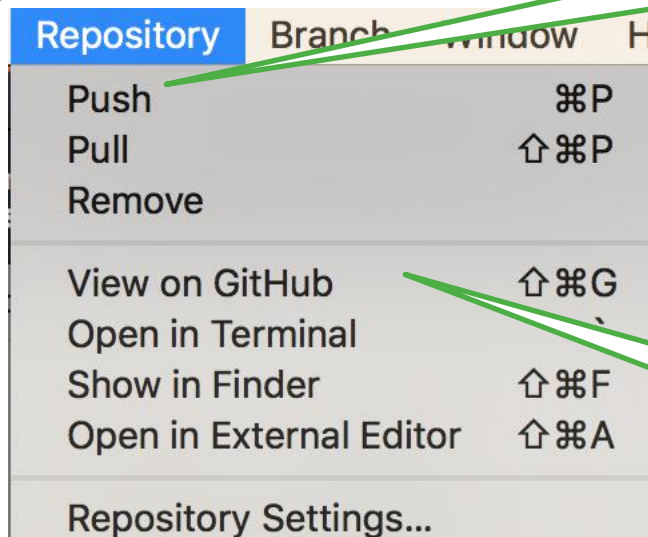 Repository Branch Window H
Push ⌘P
Pull ⇧⌘P
Remove
View on GitHub ⇧⌘G
Open in Terminal `
Show in Finder ⇧⌘F
Open in External Editor ⇧⌘A
Repository Settings...